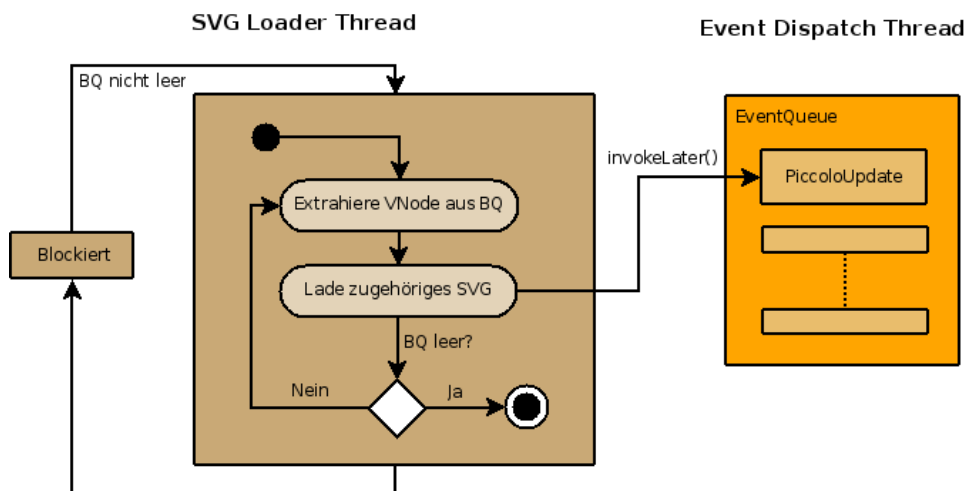 SVG Loader Thread
Event Dispatch Thread
BQ nicht leer
EventQueue
invokeLater()
PiccoloUpdate
Extrahiere VNode aus BQ
Blockiert
Lade zugehöriges SVG
BQ leer?
Nein
Ja